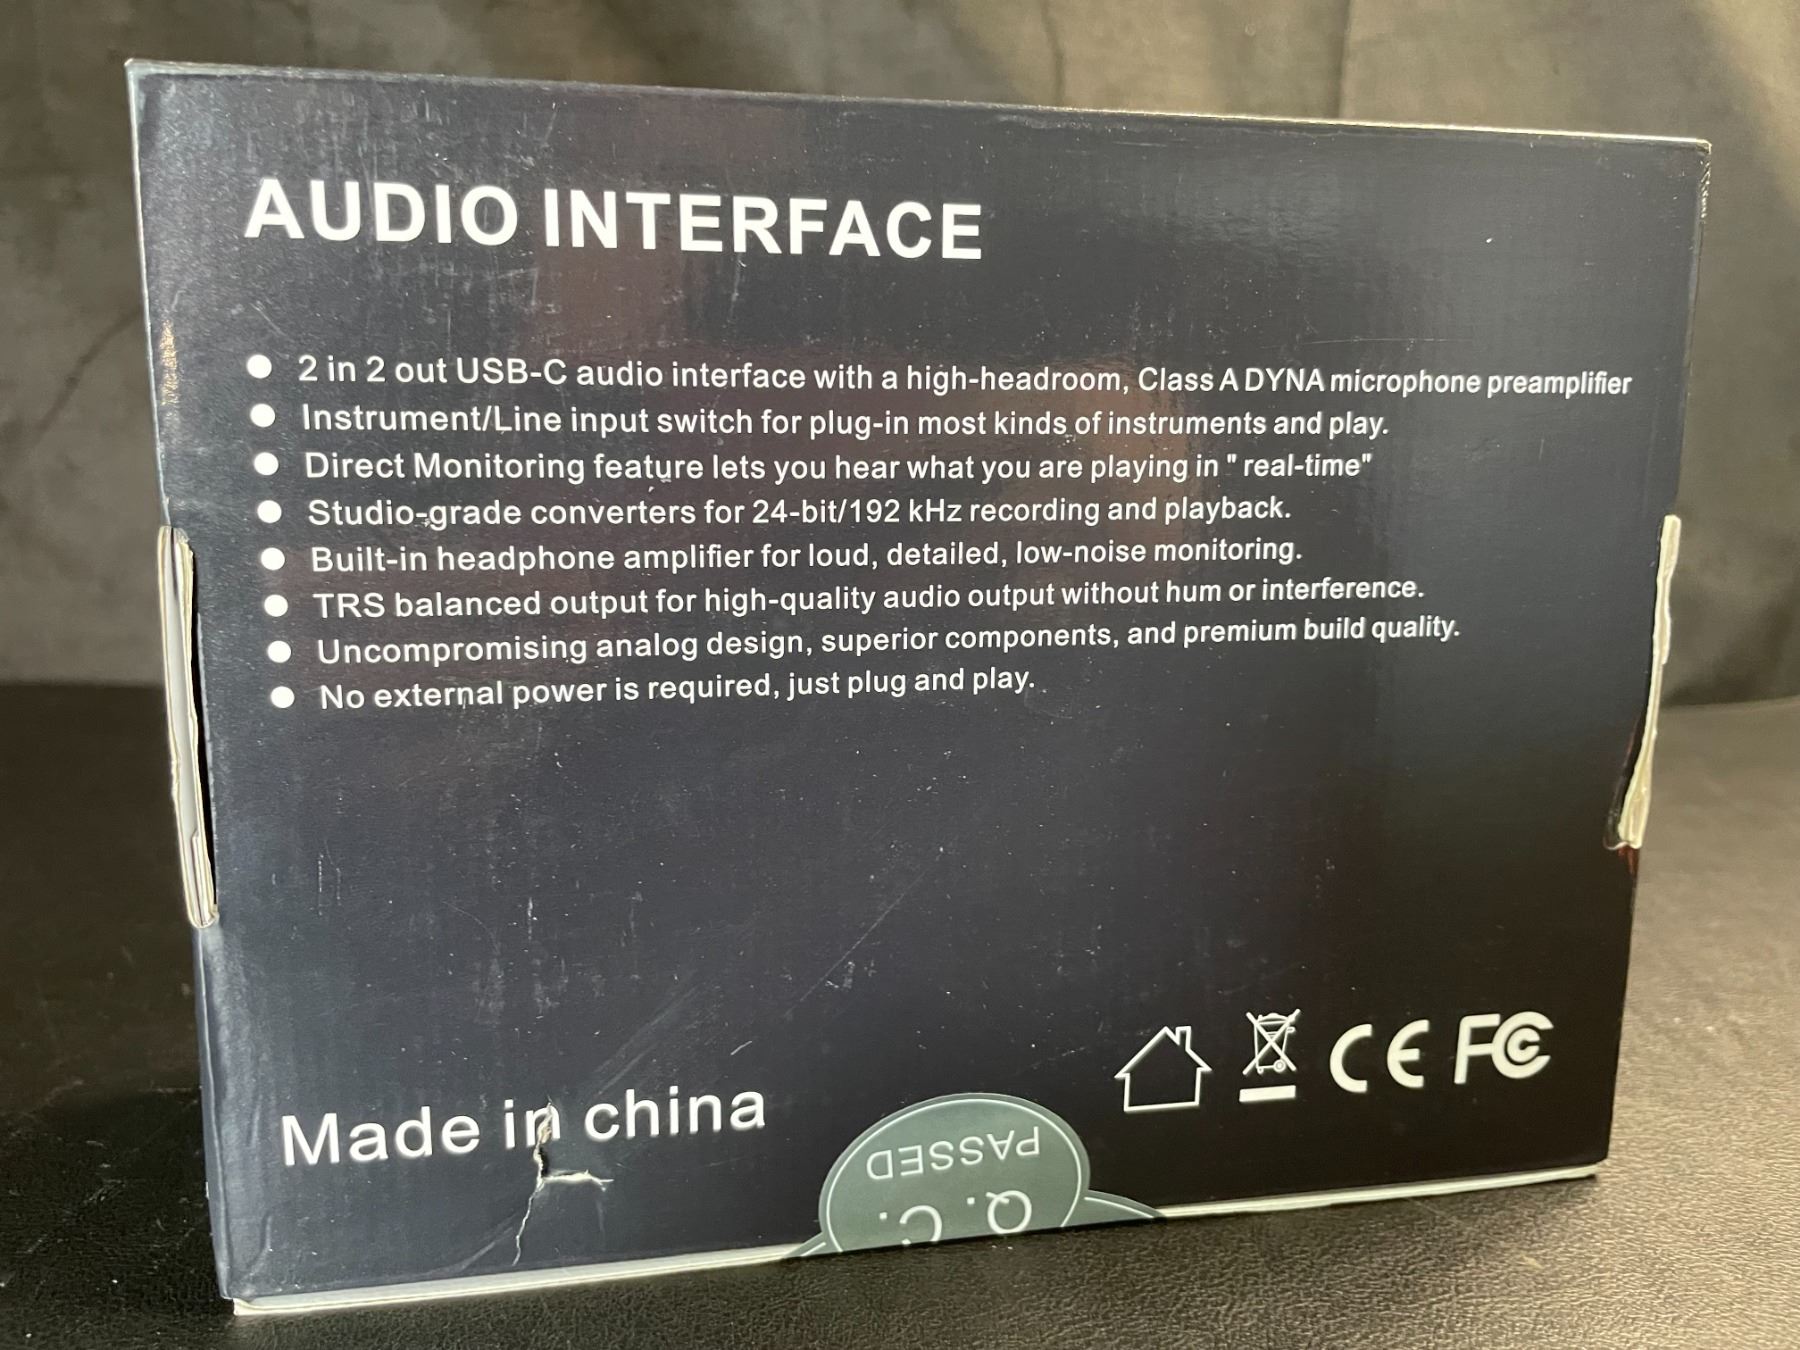 AUDIO INTERFACE
● 2 in 2 out USB-C audio interface with a high-headroom, Class A DYNA microphone preamplifier
● Instrument/Line input switch for plug-in most kinds of instruments and play.
● Direct Monitoring feature lets you hear what you are playing in " real-time"
● Studio-grade converters for 24-bit/192 kHz recording and playback.
● Built-in headphone amplifier for loud, detailed, low-noise monitoring.
● TRS balanced output for high-quality audio output without hum or interference.
● Uncompromising analog design, superior components, and premium build quality.
● No external power is required, just plug and play.
Made in china
CE FC
Q.C.
PASSED